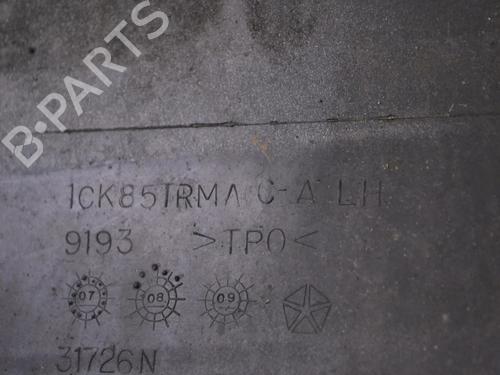 B-PARTS
1CK85TRMA C-A LH
9193 >TPO<
07 08 09
31726N